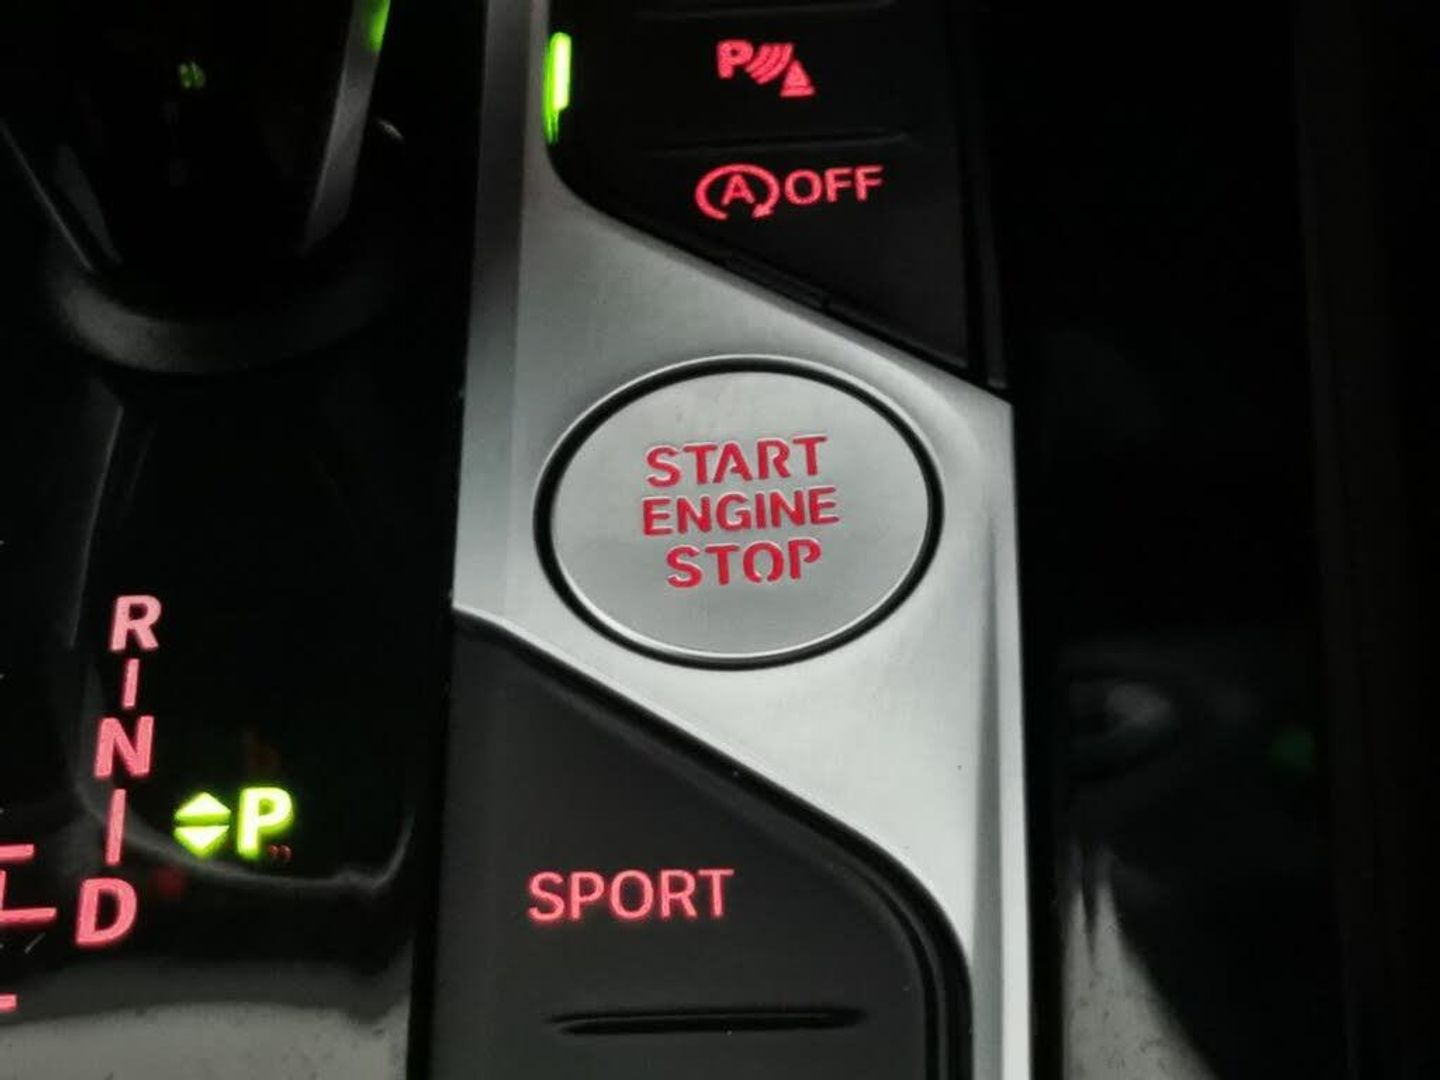 P
A OFF
START
ENGINE
STOP
R
N
P
D
SPORT